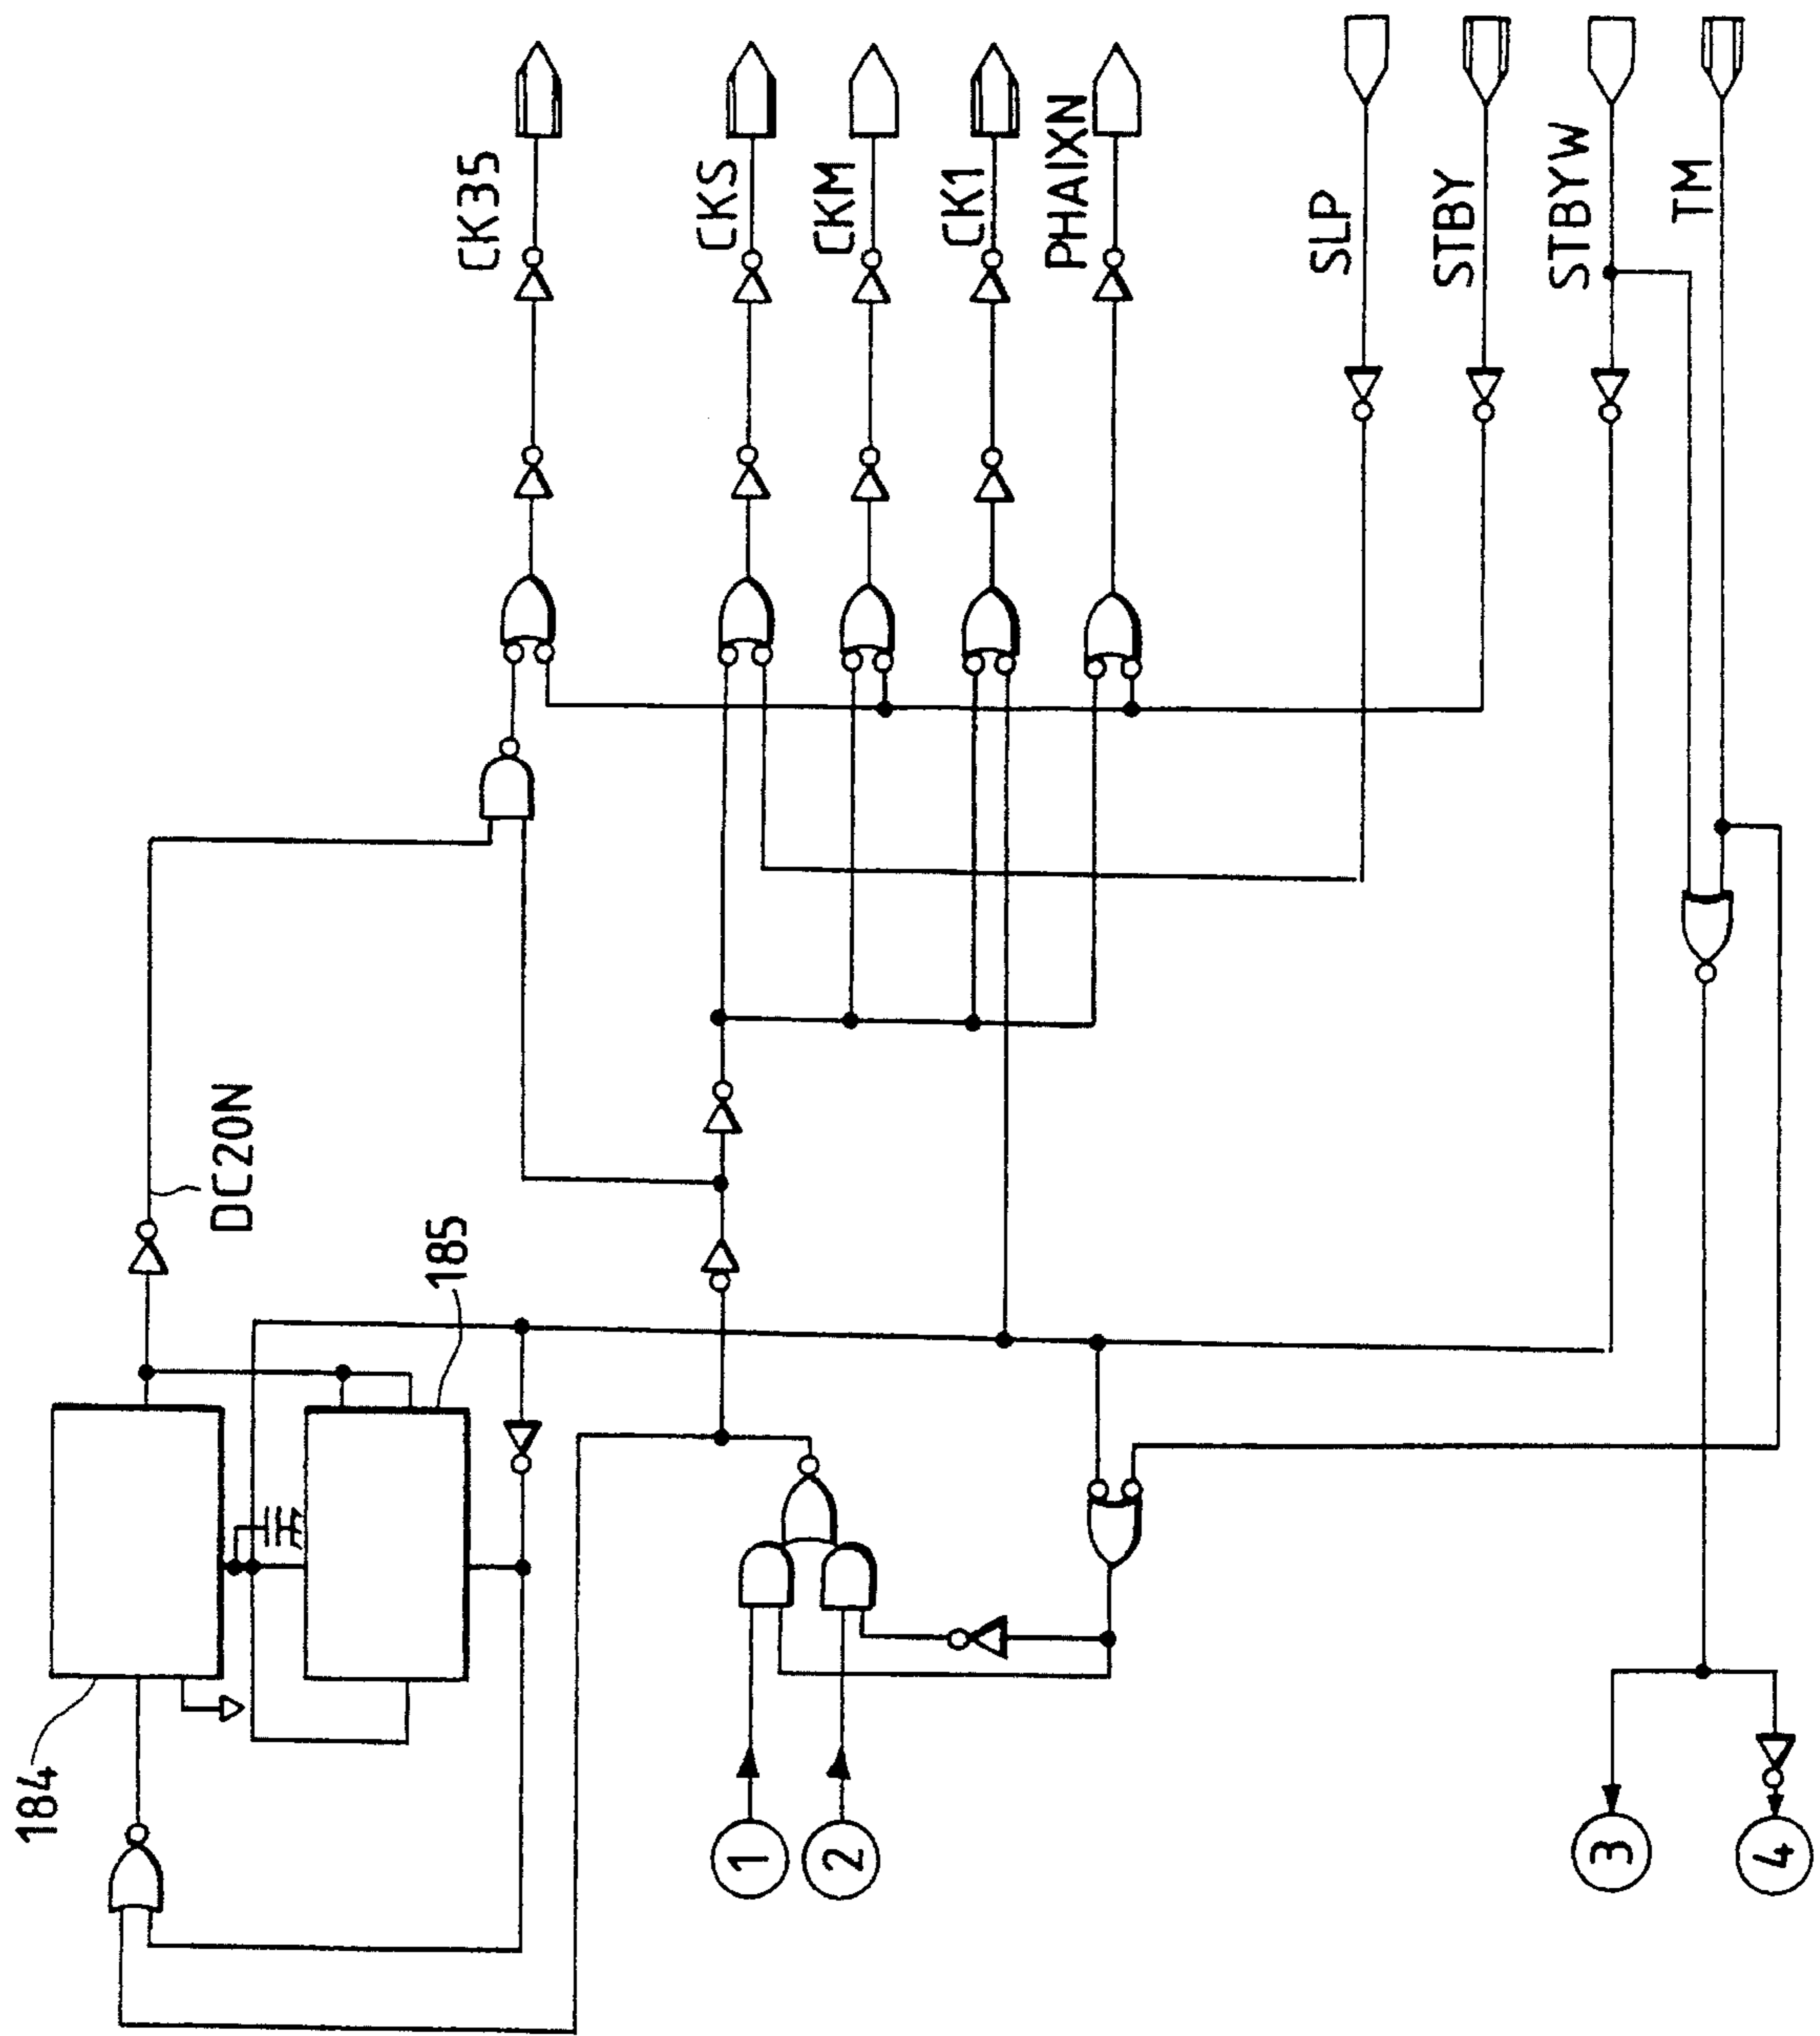 184
185
DC20N
CK35
CKS
CKM
CK1
PHAIXN
SLP
STBY
STBYW
TM
1
2
3
4